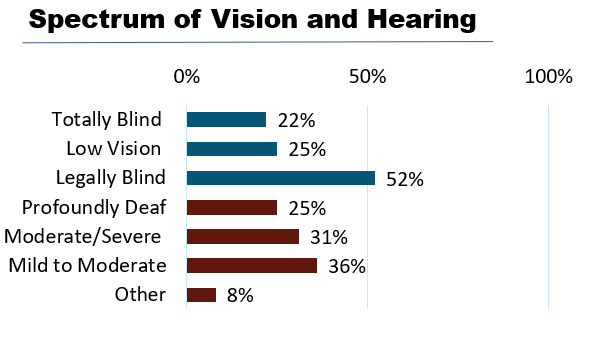 Spectrum of Vision and Hearing
0% 50% 100%
Totally Blind 22%
Low Vision 25%
Legally Blind 52%
Profoundly Deaf 25%
Moderate/Severe 31%
Mild to Moderate 36%
Other 8%